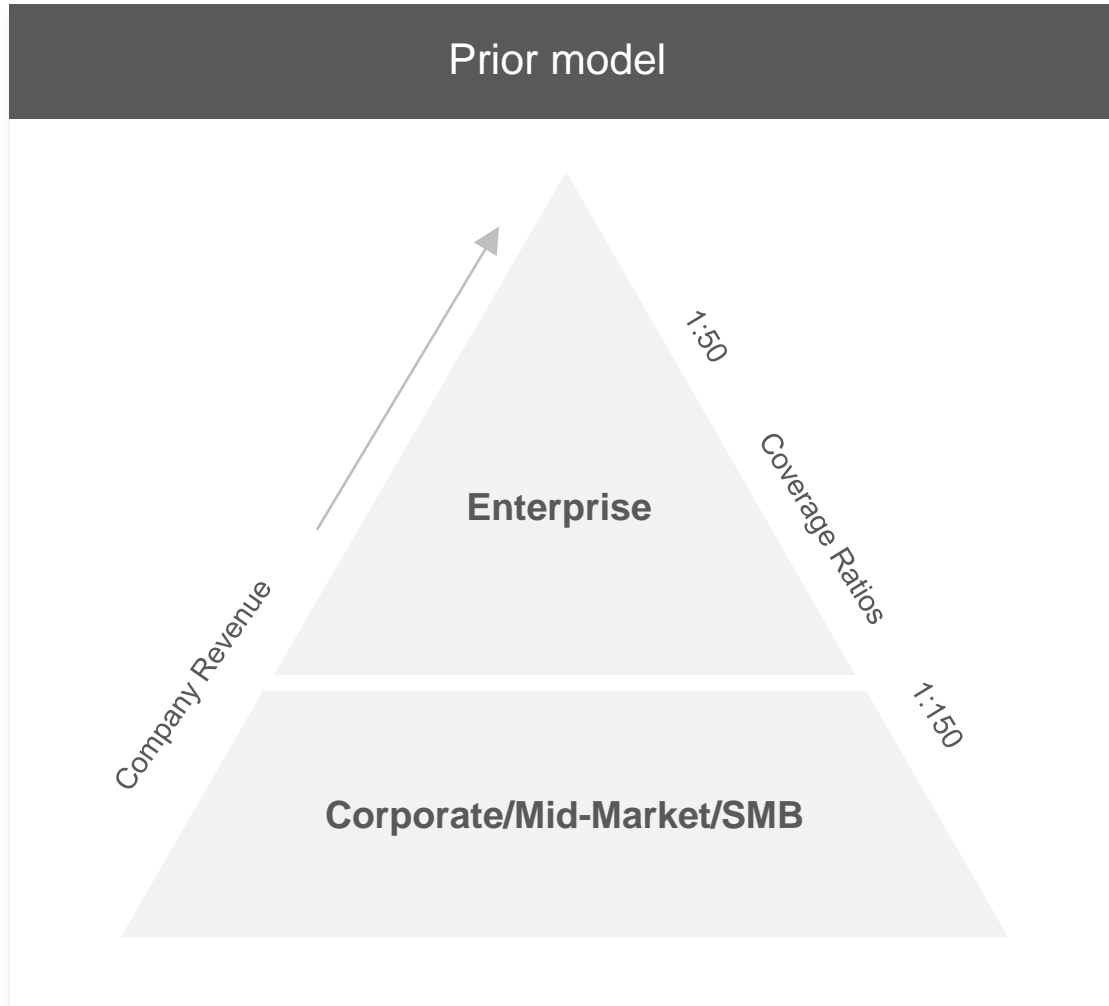 Prior model
1:50
Enterprise
Coverage Ratios
Company Revenue
1:150
Corporate/Mid-Market/SMB